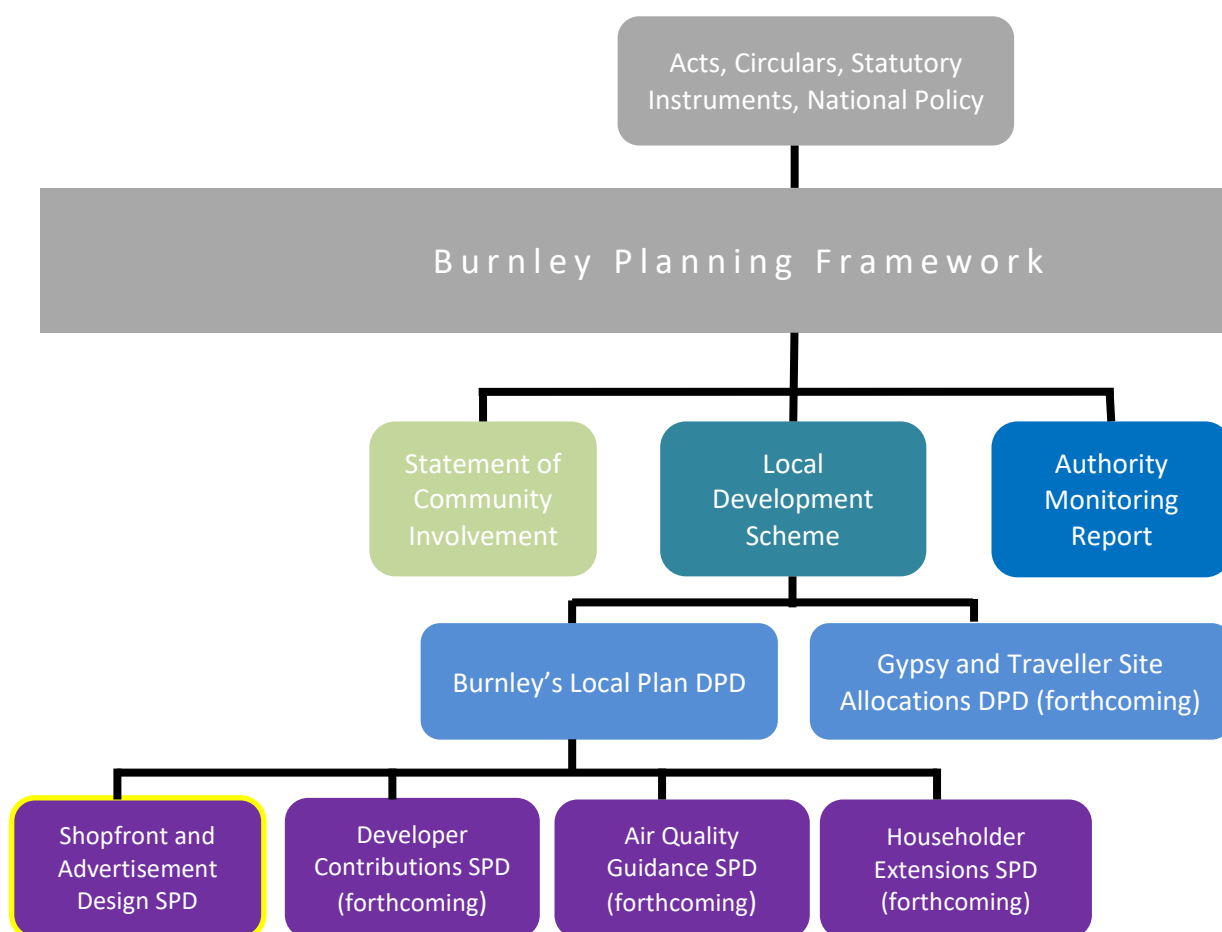 Acts, Circulars, Statutory
Instruments, National Policy
Burnley Planning Framework
Statement of
Community
Involvement
Local
Development
Scheme
Authority
Monitoring
Report
Burnley’s Local Plan DPD
Gypsy and Traveller Site
Allocations DPD (forthcoming)
Shopfront and
Advertisement
Design SPD
Developer
Contributions SPD
(forthcoming)
Air Quality
Guidance SPD
(forthcoming)
Householder
Extensions SPD
(forthcoming)